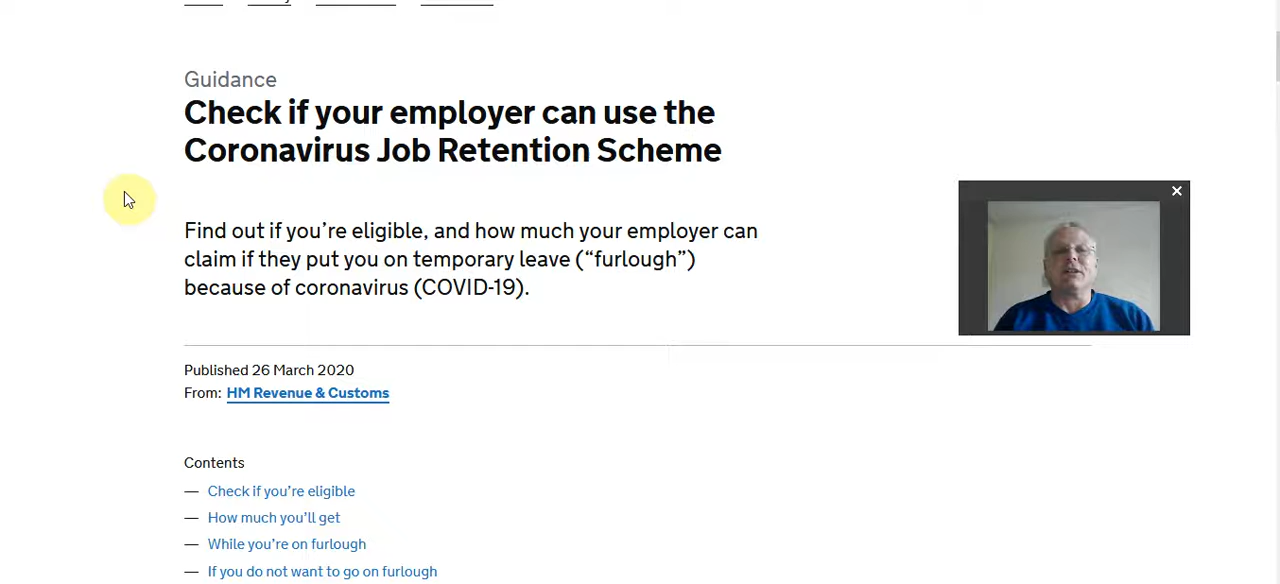 Guidance
Check if your employer can use the
Coronavirus Job Retention Scheme
Find out if you’re eligible, and how much your employer can
claim if they put you on temporary leave (“furlough”)
because of coronavirus (COVID-19).
Published 26 March 2020
From: HM Revenue & Customs
Contents
— Check if you’re eligible
— How much you’ll get
— While you’re on furlough
— If you do not want to go on furlough